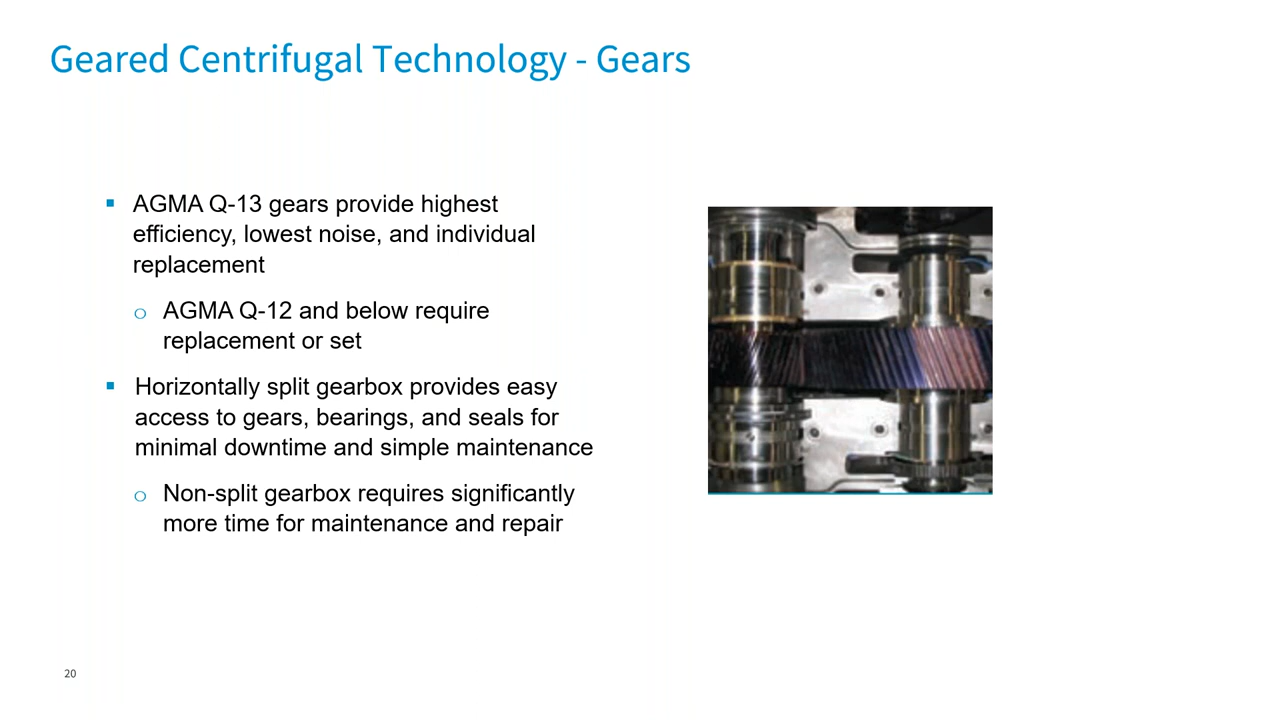 Geared Centrifugal Technology - Gears
▪ AGMA Q-13 gears provide highest
efficiency, lowest noise, and individual
replacement
o AGMA Q-12 and below require
replacement or set
▪ Horizontally split gearbox provides easy
access to gears, bearings, and seals for
minimal downtime and simple maintenance
o Non-split gearbox requires significantly
more time for maintenance and repair
20